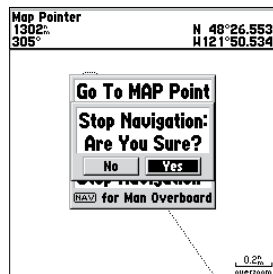 Map Pointer
1302ft N 48°26.553
305° W121°50.534
Go To MAP Point
Stop Navigation:
Are You Sure?
No Yes
Stop Navigation
NAV for Man Overboard
0.2mi
overzoom